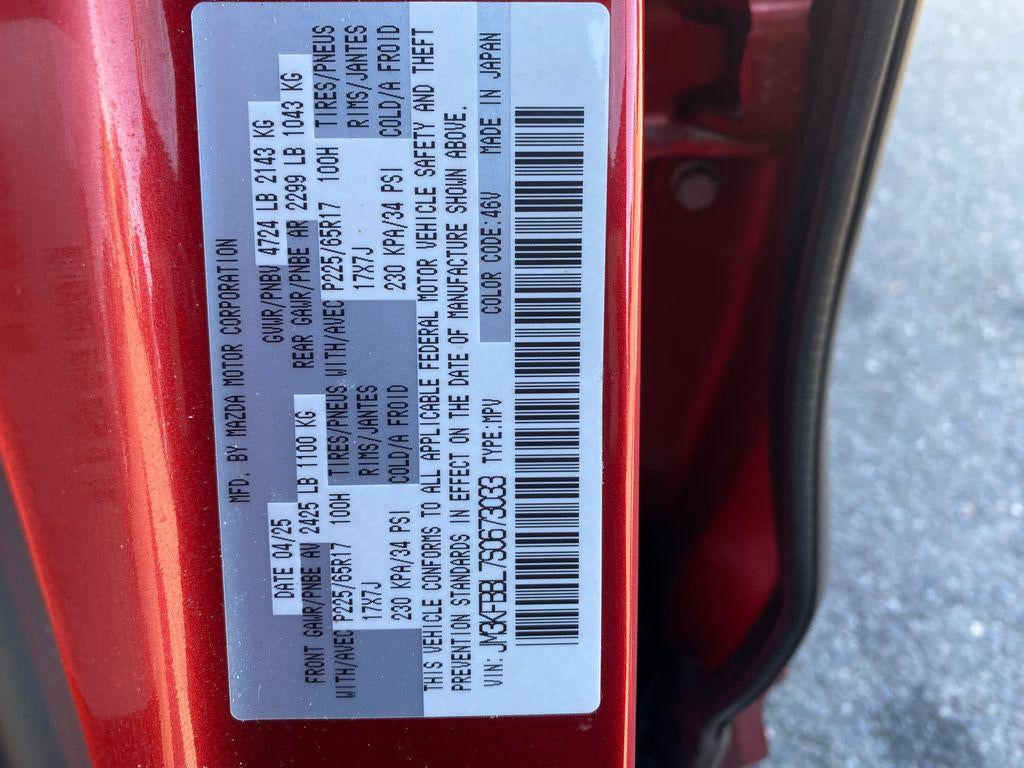 MFD. BY MAZDA MOTOR CORPORATION
DATE 04/25 GVWR/PNBV 4724 LB 2143 KG
FRONT GAWR/PNBE AV 2425 LB 1100 KG REAR GAWR/PNBE AR 2299 LB 1043 KG
WITH/AVEC P225/65R17 100H TIRES/PNEUS WITH/AVEC P225/65R17 100H TIRES/PNEUS
17X7J RIMS/JANTES 17X7J RIMS/JANTES
230 KPA/34 PSI COLD/A FROID 230 KPA/34 PSI COLD/A FROID
THIS VEHICLE CONFORMS TO ALL APPLICABLE FEDERAL MOTOR VEHICLE SAFETY AND THEFT
PREVENTION STANDARDS IN EFFECT ON THE DATE OF MANUFACTURE SHOWN ABOVE.
VIN: JM3KFBBL7S0673033 TYPE:MPV COLOR CODE:46V MADE IN JAPAN